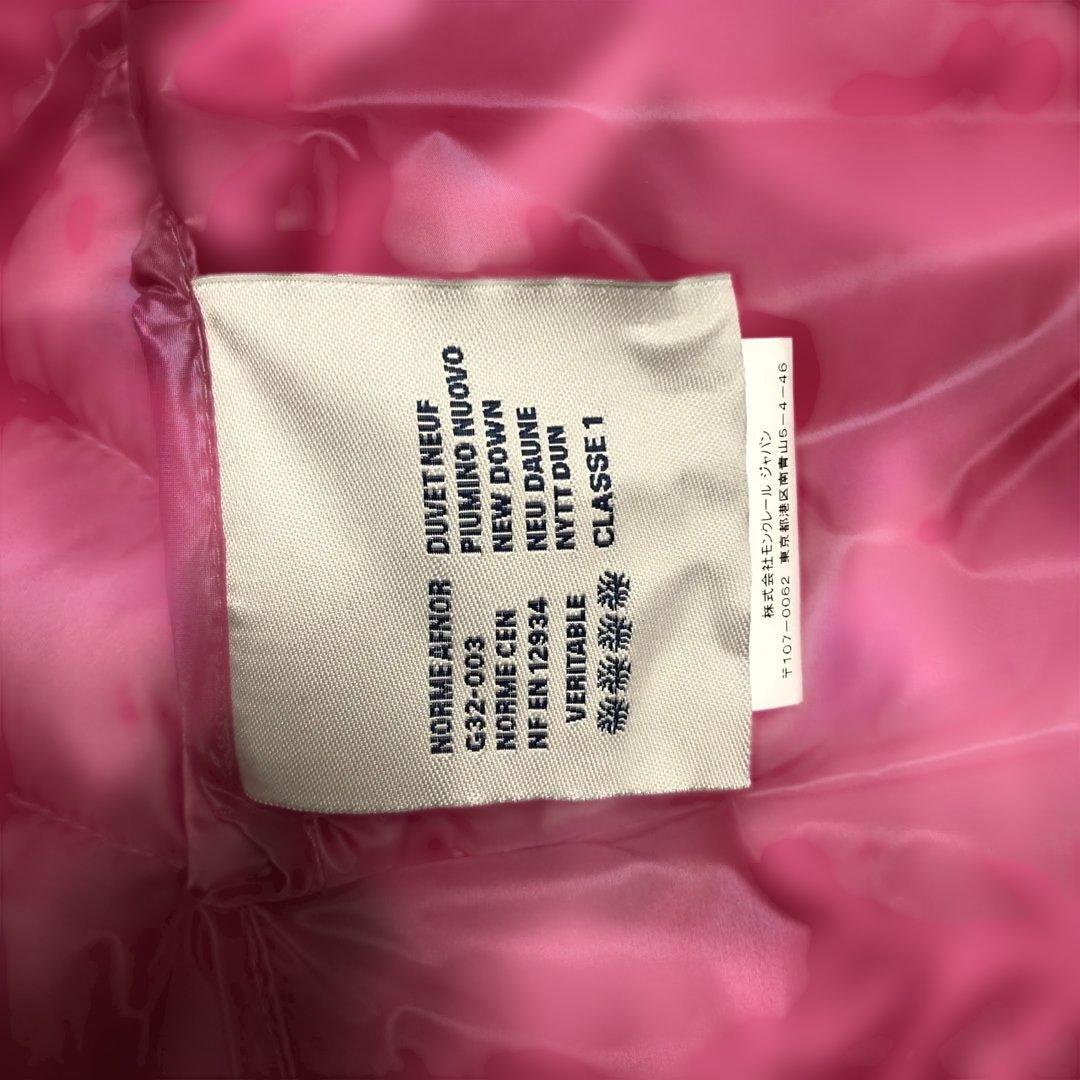 NORME AFNOR DUVET NEUF
G32-003 PIUMINO NUOVO
NORME CEN NEW DOWN
NF EN 12934 NEU DAUNE
VERITABLE NYTT DUN
CLASSE 1
株式会社モンクレール ジャパン
〒107-0062 東京都港区南青山5-4-46